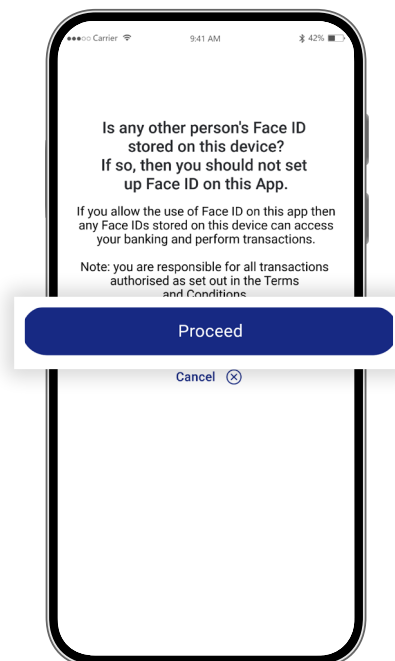 Carrier 9:41 AM 42%
Is any other person's Face ID
stored on this device?
If so, then you should not set
up Face ID on this App.
If you allow the use of Face ID on this app then
any Face IDs stored on this device can access
your banking and perform transactions.
Note: you are responsible for all transactions
authorised as set out in the Terms
and Conditions
Proceed
Cancel